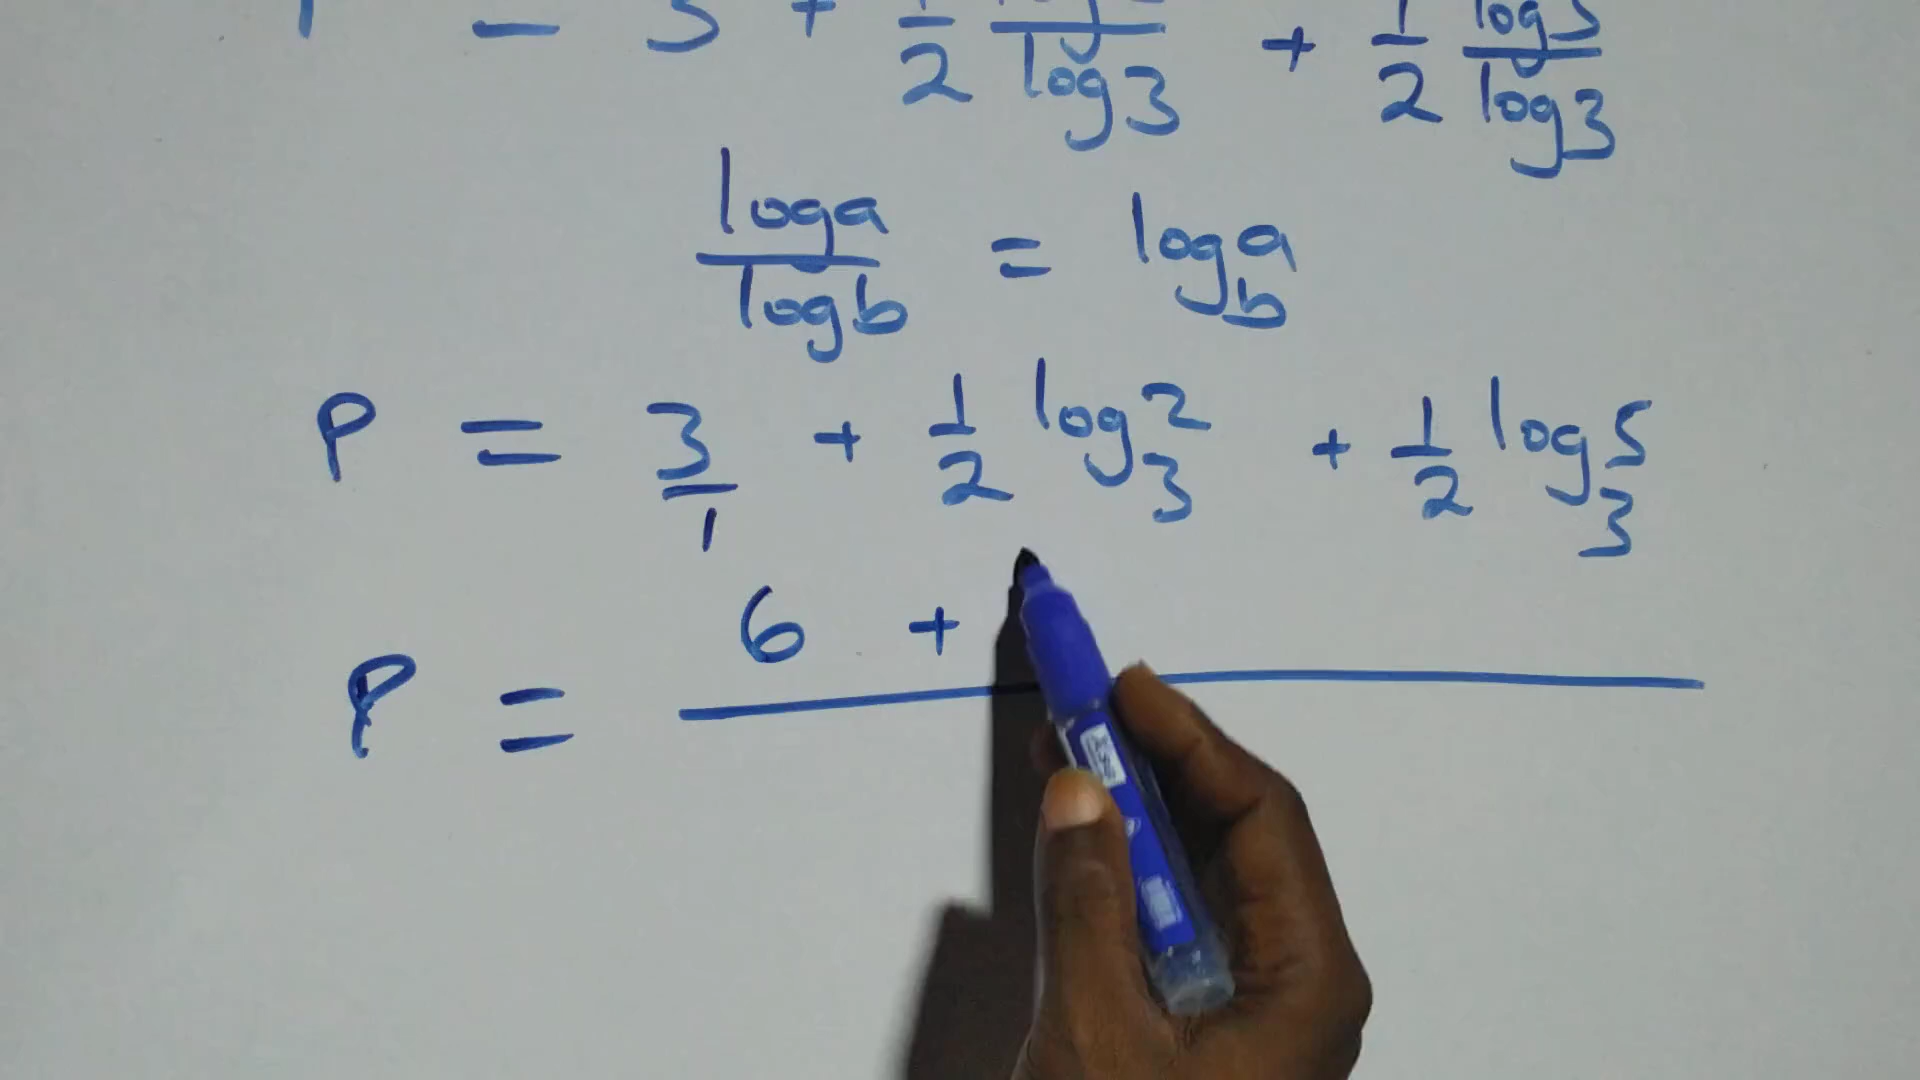 P = 3 + 1/2 log2/log3 + 1/2 log5/log3
loga/logb = log_b a
P = 3/1 + 1/2 log_3 2 + 1/2 log_3 5
P = 6 +